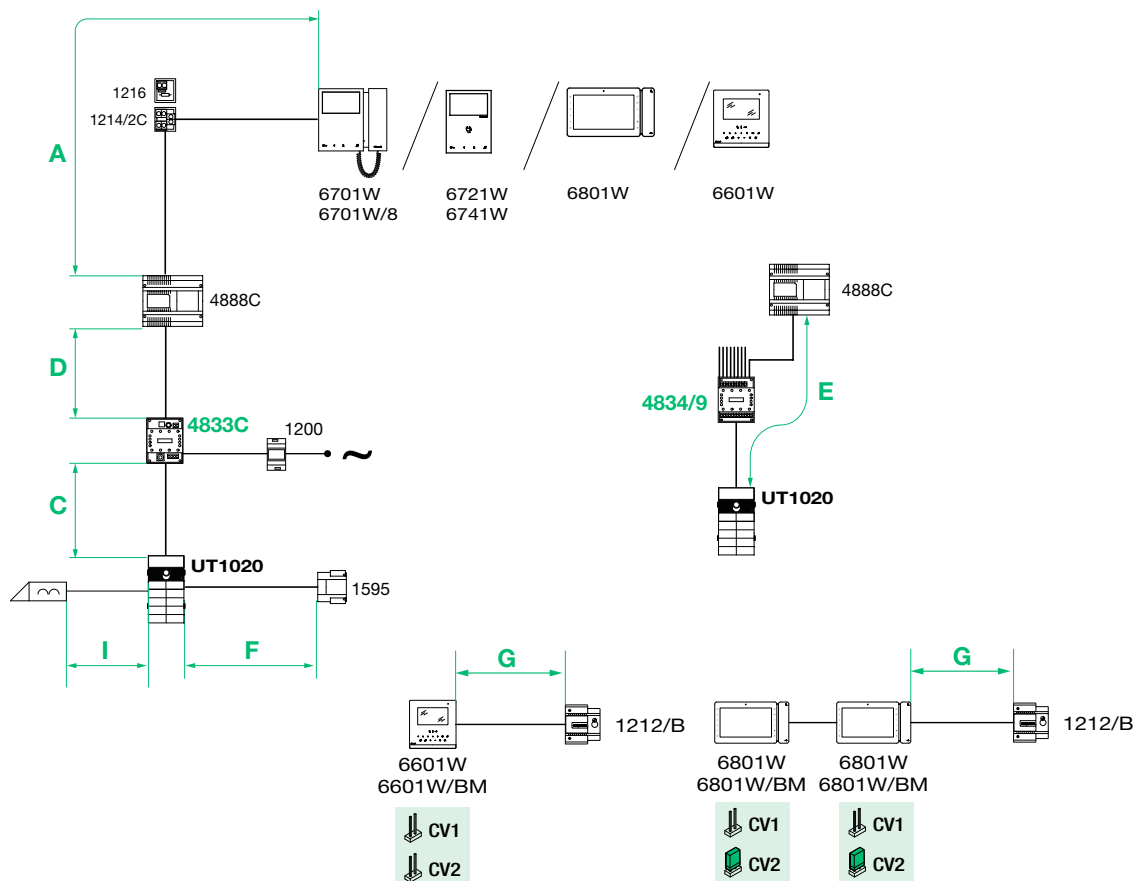 1216
1214/2C
A
6701W
6701W/8
6721W
6741W
6801W
6601W
4888C
4888C
D
4834/9
E
4833C
1200
~
C
UT1020
UT1020
1595
I
F
G
1212/B
6601W
6601W/BM
CV1
CV2
G
1212/B
6801W
6801W/BM
6801W
6801W/BM
CV1
CV2
CV1
CV2